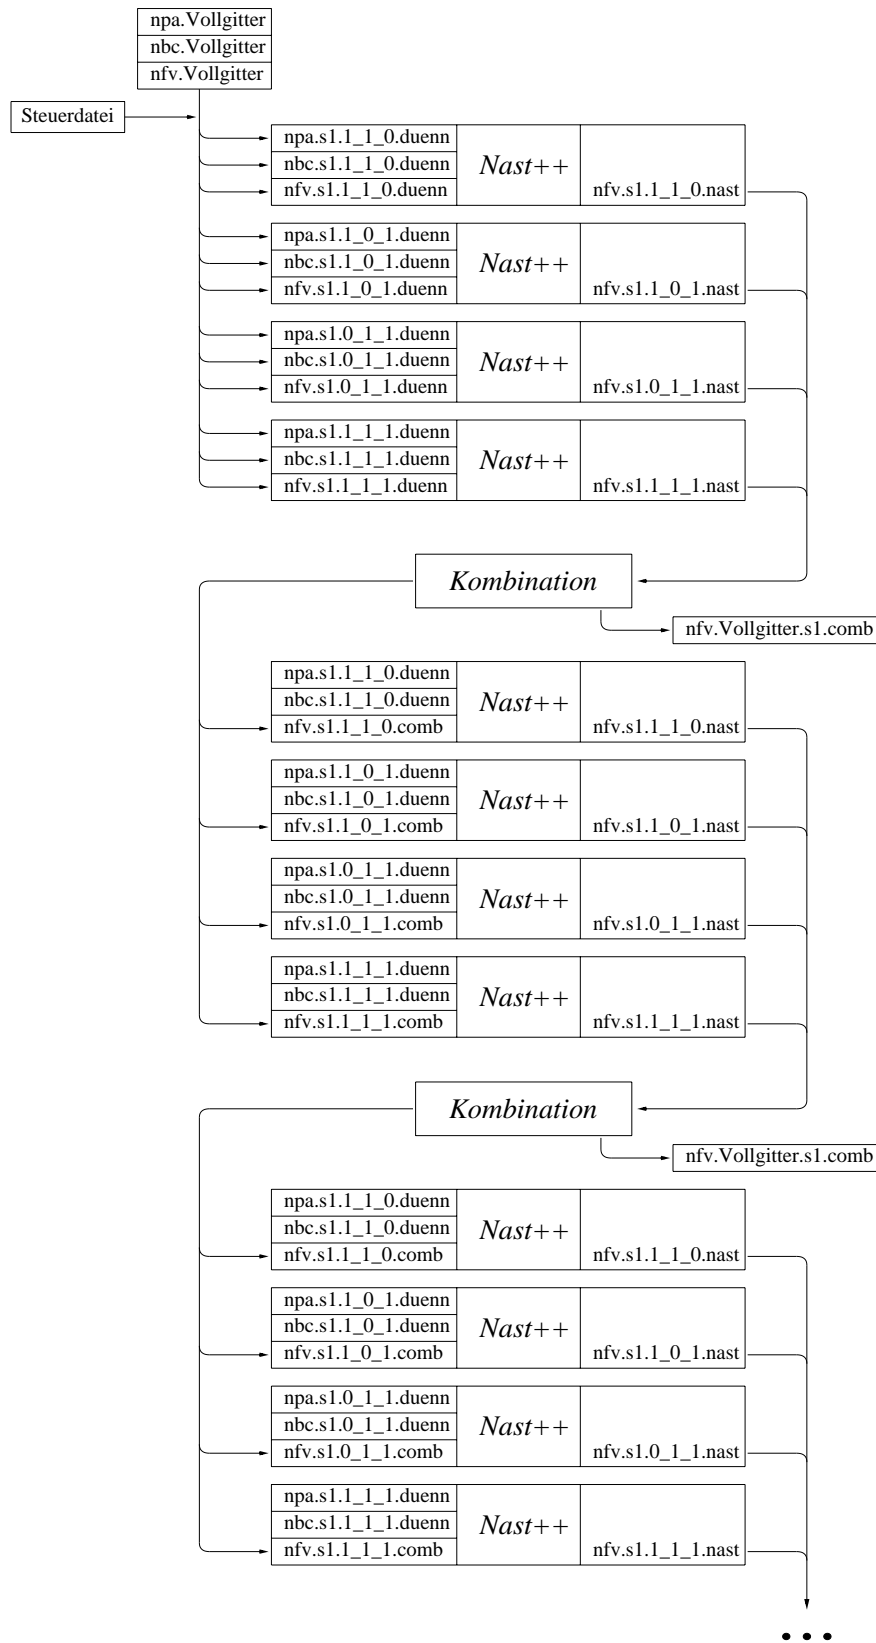 npa.Vollgitter
nbc.Vollgitter
nfv.Vollgitter
Steuerdatei
npa.s1.1_1_0.duenn
nbc.s1.1_1_0.duenn
nfv.s1.1_1_0.duenn
Nast++
nfv.s1.1_1_0.nast
npa.s1.1_0_1.duenn
nbc.s1.1_0_1.duenn
nfv.s1.1_0_1.duenn
Nast++
nfv.s1.1_0_1.nast
npa.s1.0_1_1.duenn
nbc.s1.0_1_1.duenn
nfv.s1.0_1_1.duenn
Nast++
nfv.s1.0_1_1.nast
npa.s1.1_1_1.duenn
nbc.s1.1_1_1.duenn
nfv.s1.1_1_1.duenn
Nast++
nfv.s1.1_1_1.nast
Kombination
nfv.Vollgitter.s1.comb
npa.s1.1_1_0.duenn
nbc.s1.1_1_0.duenn
nfv.s1.1_1_0.comb
Nast++
nfv.s1.1_1_0.nast
npa.s1.1_0_1.duenn
nbc.s1.1_0_1.duenn
nfv.s1.1_0_1.comb
Nast++
nfv.s1.1_0_1.nast
npa.s1.0_1_1.duenn
nbc.s1.0_1_1.duenn
nfv.s1.0_1_1.comb
Nast++
nfv.s1.0_1_1.nast
npa.s1.1_1_1.duenn
nbc.s1.1_1_1.duenn
nfv.s1.1_1_1.comb
Nast++
nfv.s1.1_1_1.nast
Kombination
nfv.Vollgitter.s1.comb
npa.s1.1_1_0.duenn
nbc.s1.1_1_0.duenn
nfv.s1.1_1_0.comb
Nast++
nfv.s1.1_1_0.nast
npa.s1.1_0_1.duenn
nbc.s1.1_0_1.duenn
nfv.s1.1_0_1.comb
Nast++
nfv.s1.1_0_1.nast
npa.s1.0_1_1.duenn
nbc.s1.0_1_1.duenn
nfv.s1.0_1_1.comb
Nast++
nfv.s1.0_1_1.nast
npa.s1.1_1_1.duenn
nbc.s1.1_1_1.duenn
nfv.s1.1_1_1.comb
Nast++
nfv.s1.1_1_1.nast
...